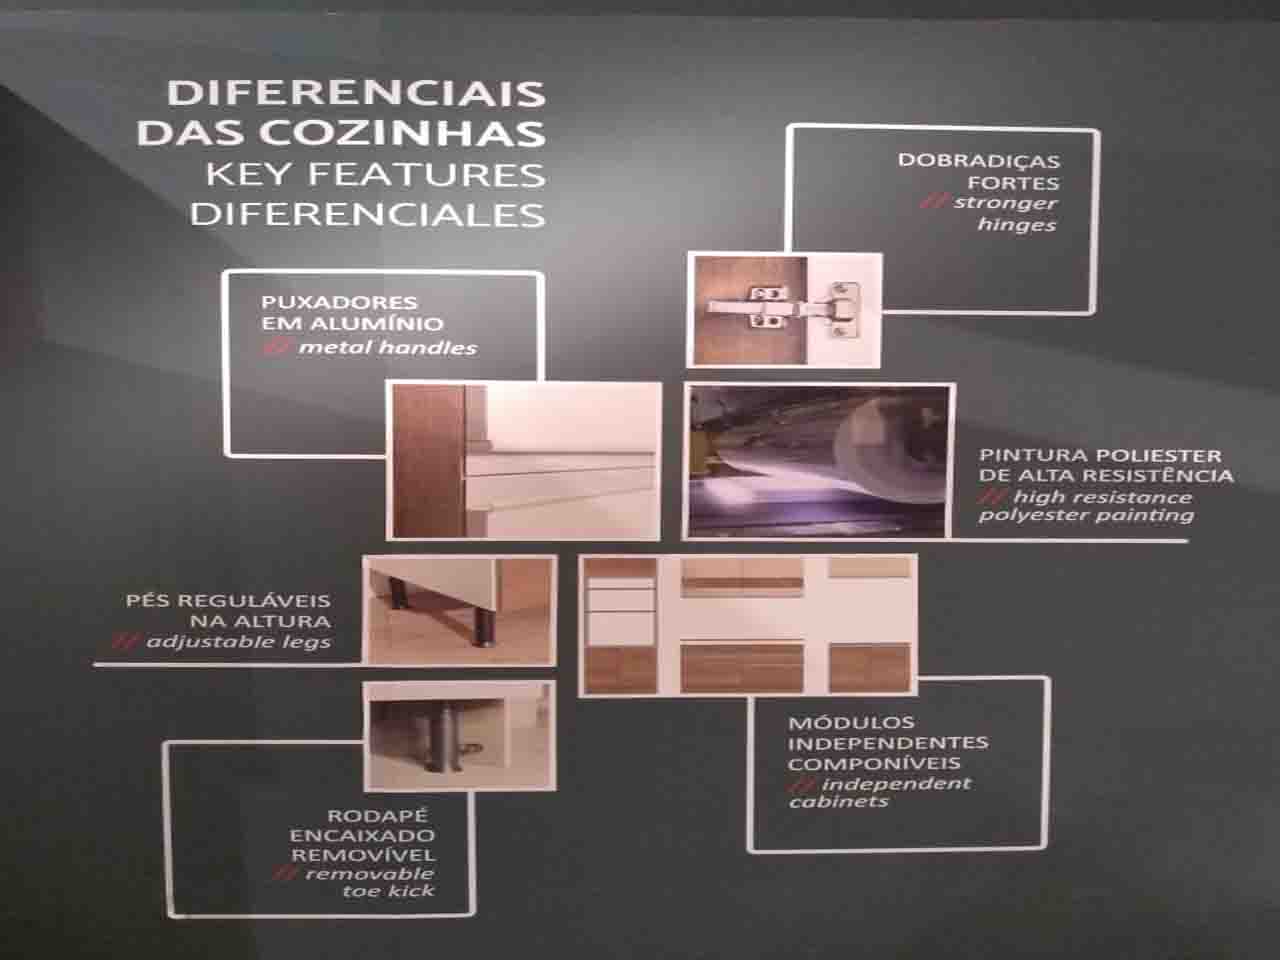 DIFERENCIAIS
DAS COZINHAS
KEY FEATURES
DIFERENCIALES
DOBRADIÇAS
FORTES
// stronger
hinges
PUXADORES
EM ALUMÍNIO
// metal handles
PINTURA POLIESTER
DE ALTA RESISTÊNCIA
// high resistance
polyester painting
PÉS REGULÁVEIS
NA ALTURA
// adjustable legs
MÓDULOS
INDEPENDENTES
COMPONÍVEIS
// independent
cabinets
RODAPÉ
ENCAIXADO
REMOVÍVEL
// removable
toe kick